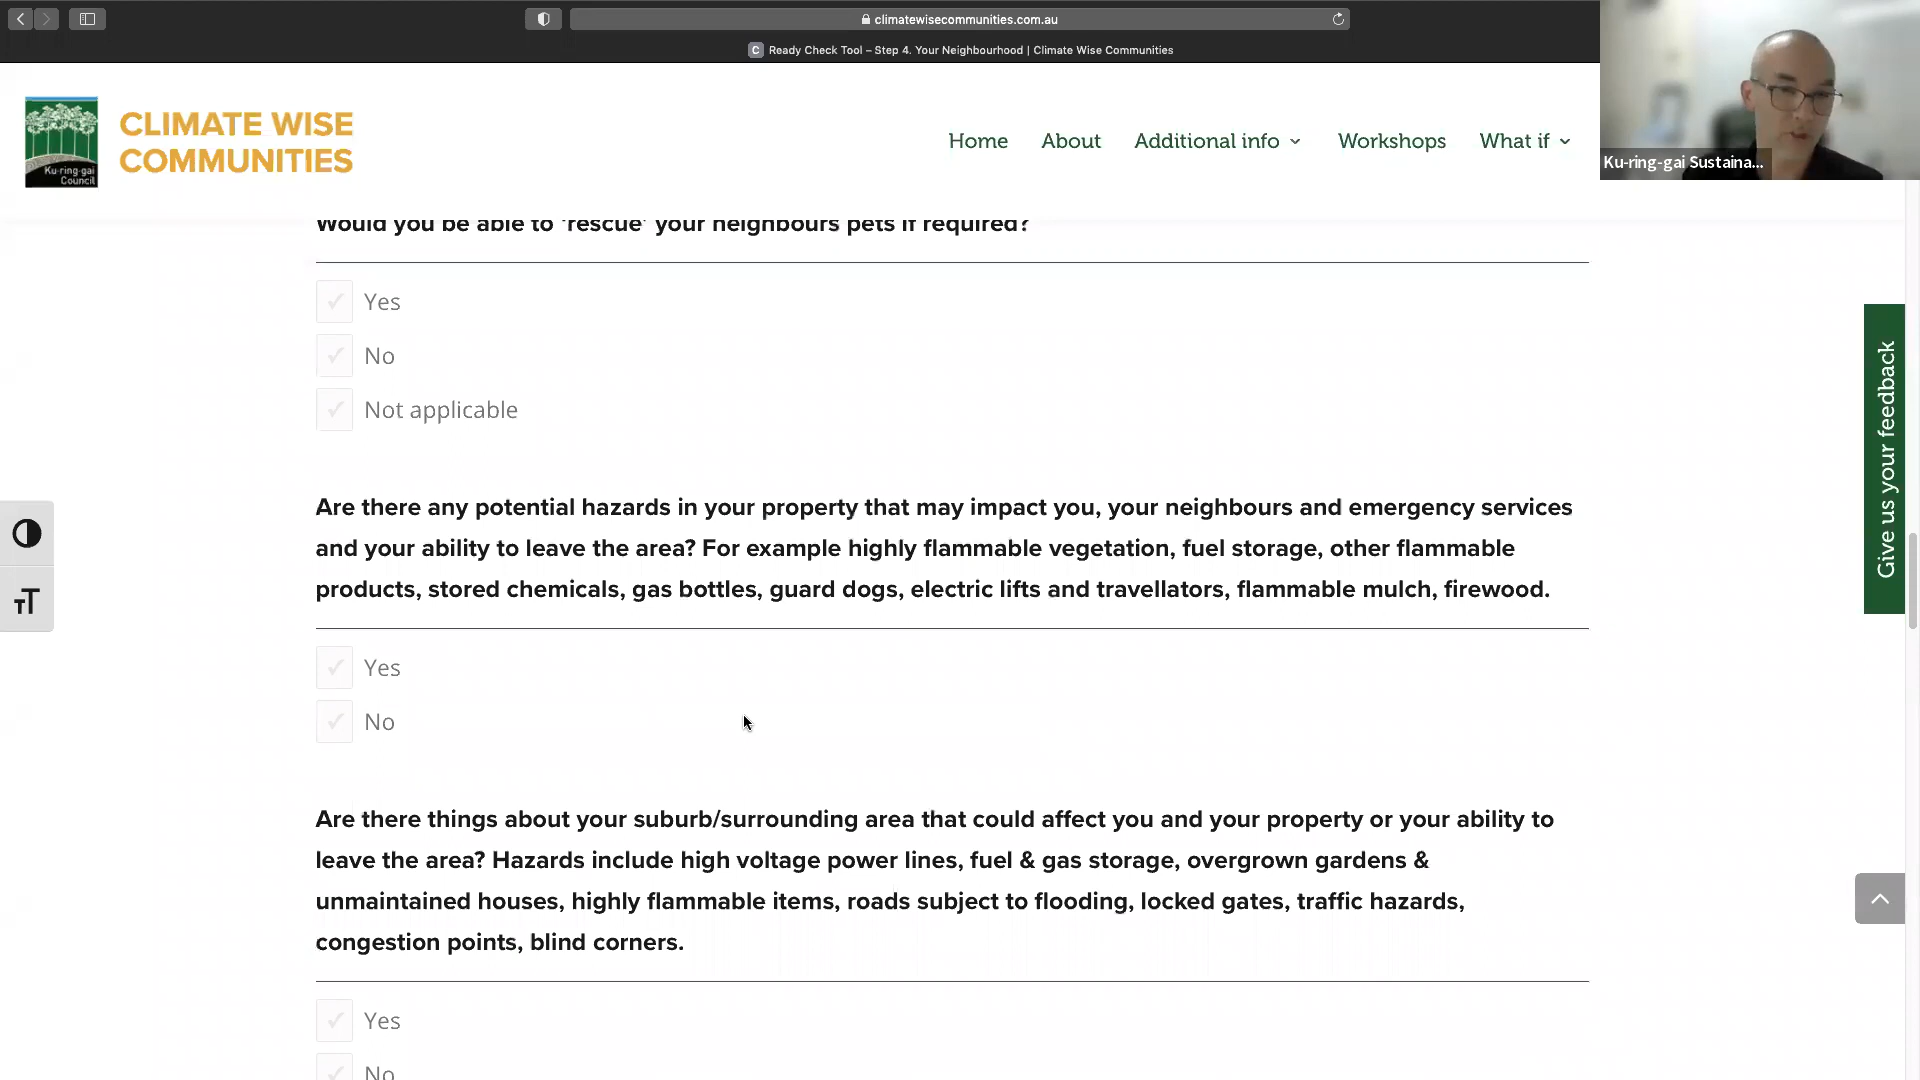 climatewisecommunities.com.au
C Ready Check Tool – Step 4. Your Neighbourhood | Climate Wise Communities
Ku-ring-gai
Council
CLIMATE WISE
COMMUNITIES
Home
About
Additional info
Workshops
What if
Ku-ring-gai Sustaina...
Would you be able to 'rescue' your neighbours pets if required?
Yes
No
Not applicable
Are there any potential hazards in your property that may impact you, your neighbours and emergency services
and your ability to leave the area? For example highly flammable vegetation, fuel storage, other flammable
products, stored chemicals, gas bottles, guard dogs, electric lifts and travellators, flammable mulch, firewood.
Yes
No
Are there things about your suburb/surrounding area that could affect you and your property or your ability to
leave the area? Hazards include high voltage power lines, fuel & gas storage, overgrown gardens &
unmaintained houses, highly flammable items, roads subject to flooding, locked gates, traffic hazards,
congestion points, blind corners.
Yes
No
Give us your feedback
TT